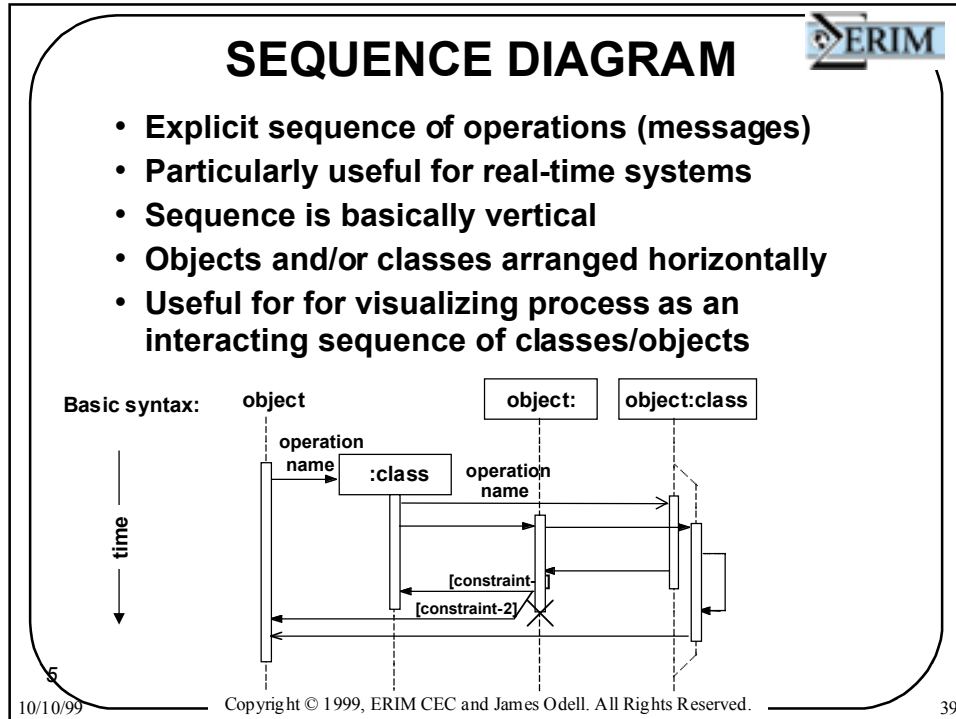 SEQUENCE DIAGRAM
ERIM
• Explicit sequence of operations (messages)
• Particularly useful for real-time systems
• Sequence is basically vertical
• Objects and/or classes arranged horizontally
• Useful for for visualizing process as an
interacting sequence of classes/objects
Basic syntax:
object
object:
object:class
operation
name
:class
operation
name
time
[constraint-
]
[constraint-2]
5
10/10/99
Copyright © 1999, ERIM CEC and James Odell. All Rights Reserved.
39